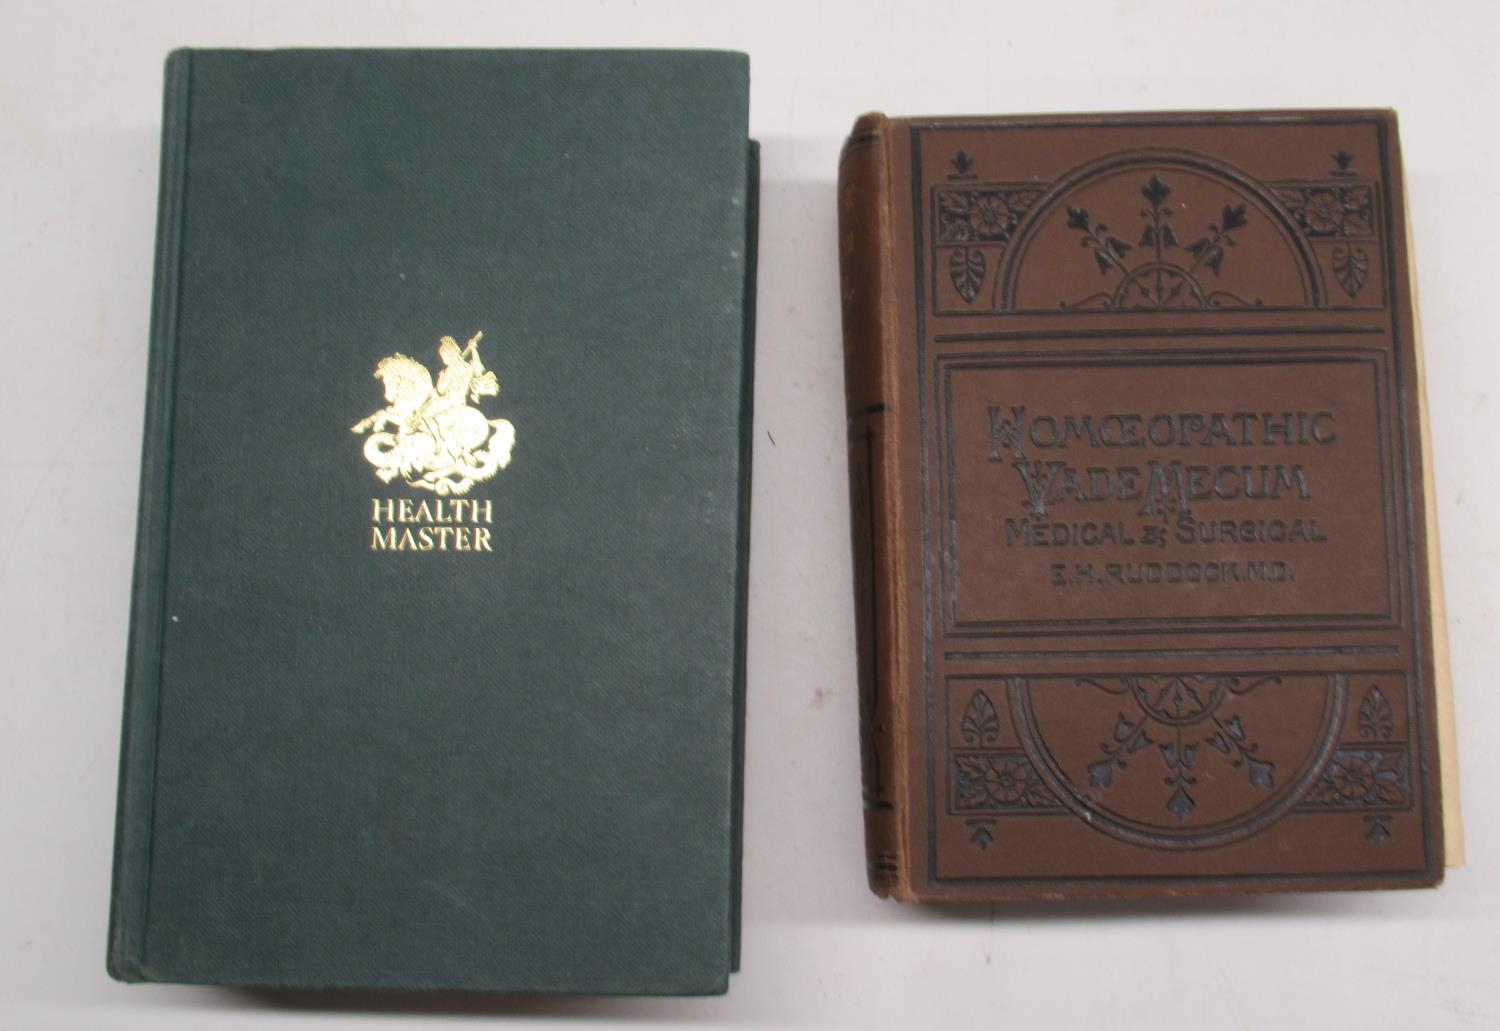 HEALTH
MASTER
HOMŒOPATHIC
VADE MECUM
MEDICAL & SURGICAL
E.H. RUDDOCK. M.D.